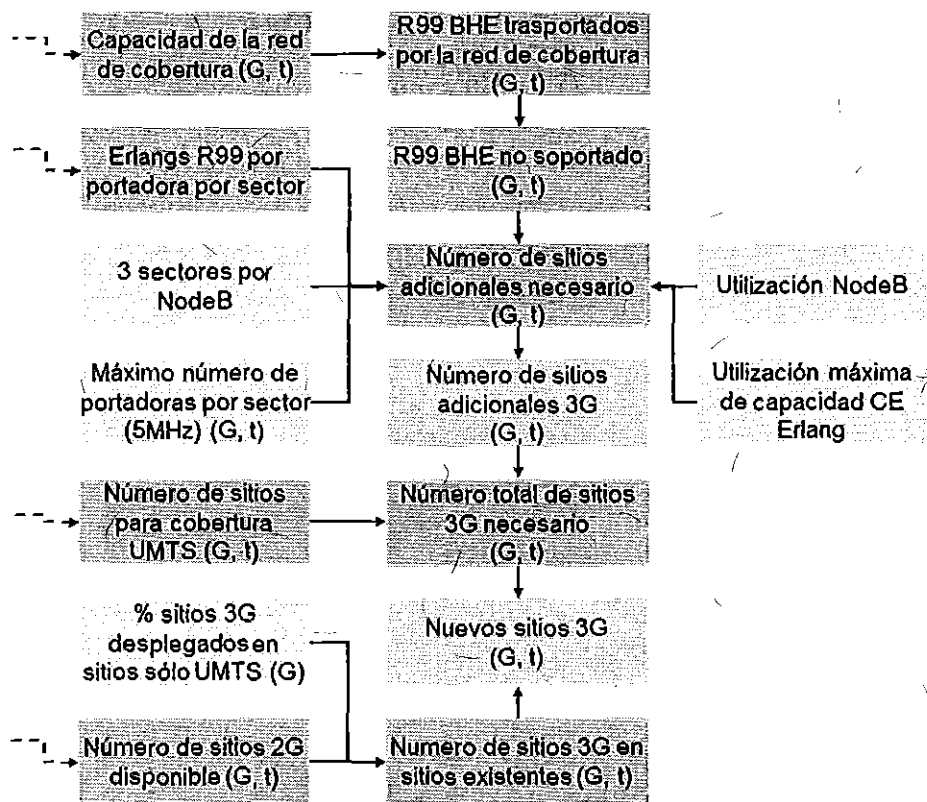 Capacidad de la red
de cobertura (G, t)
R99 BHE trasportados
por la red de cobertura
(G, t)
Erlangs R99 por
portadora por sector
R99 BHE no soportado
(G, t)
3 sectores por
NodeB
Número de sitios
adicionales necesario
(G, t)
Utilización NodeB
Máximo número de
portadoras por sector
(5MHz) (G, t)
Número de sitios
adicionales 3G
(G, t)
Utilización máxima
de capacidad CE
Erlang
Número de sitios
para cobertura
UMTS (G, t)
Número total de sitios
3G necesario
(G, t)
% sitios 3G
desplegados en
sitios sólo UMTS (G)
Nuevos sitios 3G
(G, t)
Número de sitios 2G
disponible (G, t)
Numero de sitios 3G en
sitios existentes (G, t)